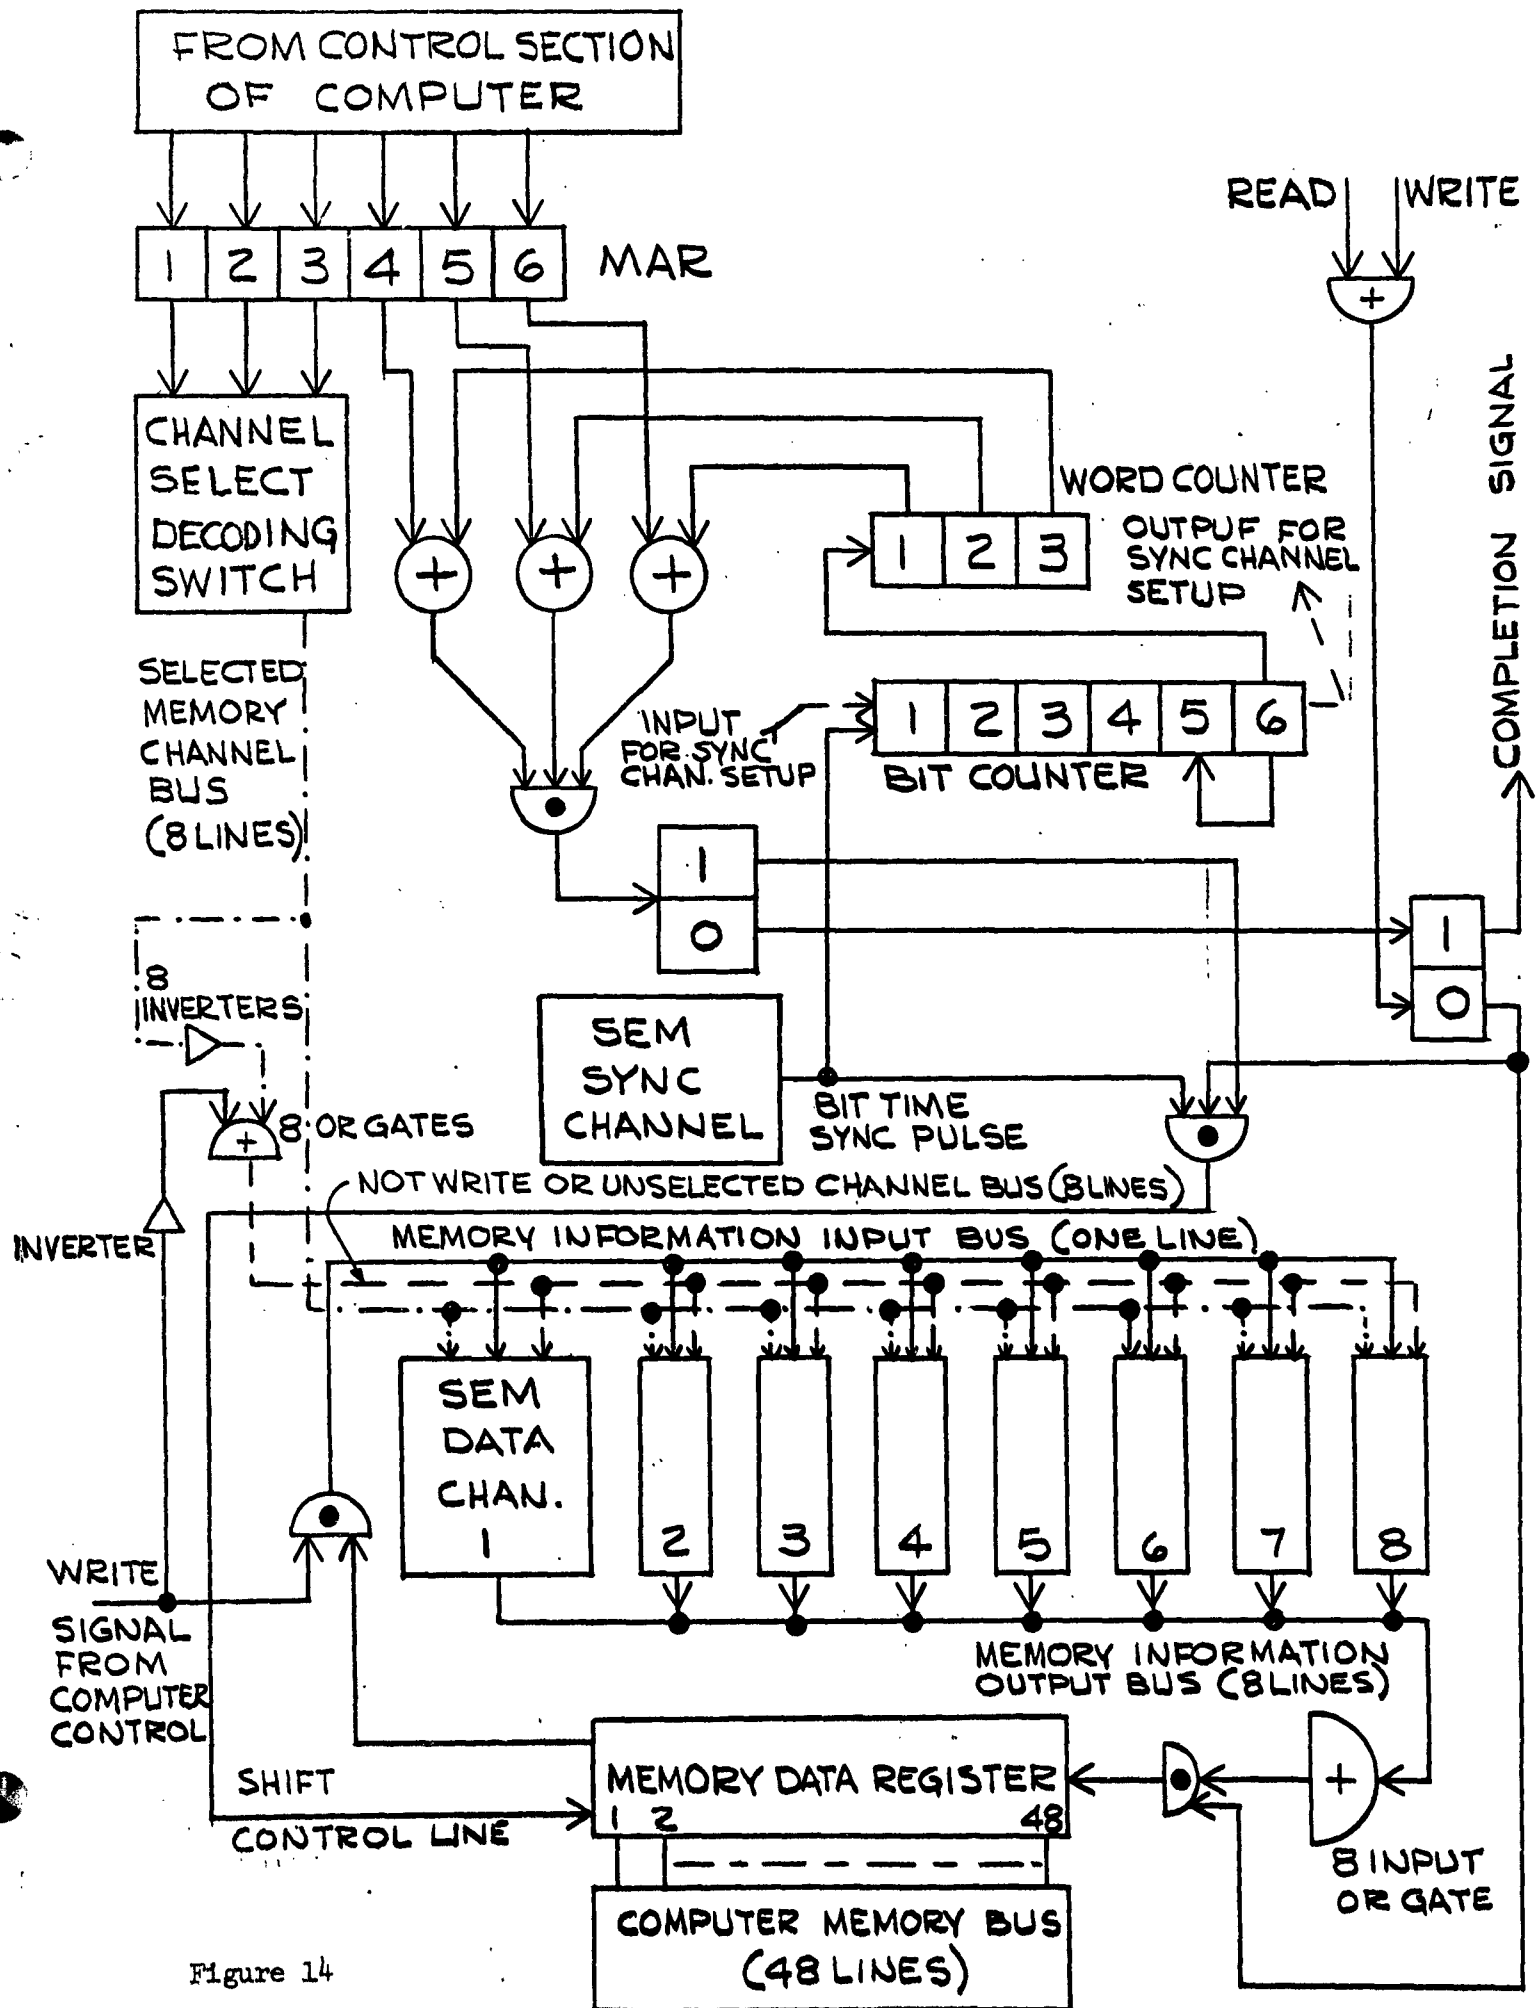 FROM CONTROL SECTION
OF COMPUTER
READ
WRITE
1 2 3 4 5 6
MAR
+
CHANNEL
SELECT
DECODING
SWITCH
COMPLETION SIGNAL
WORD COUNTER
+ + +
1 2 3
OUTPUF FOR
SYNC CHANNEL
SETUP
SELECTED
MEMORY
CHANNEL
BUS
(8 LINES)
INPUT
FOR SYNC
CHAN. SETUP
1 2 3 4 5 6
BIT COUNTER
1
0
1
0
8
INVERTERS
SEM
SYNC
CHANNEL
BIT TIME
SYNC PULSE
+
8 OR GATES
NOT WRITE OR UNSELECTED CHANNEL BUS (8 LINES)
INVERTER
MEMORY INFORMATION INPUT BUS (ONE LINE)
SEM
DATA
CHAN.
1
2 3 4 5 6 7 8
WRITE
SIGNAL
FROM
COMPUTER
CONTROL
MEMORY INFORMATION
OUTPUT BUS (8 LINES)
SHIFT
CONTROL LINE
MEMORY DATA REGISTER
1 2 48
+
8 INPUT
OR GATE
COMPUTER MEMORY BUS
(48 LINES)
Figure 14